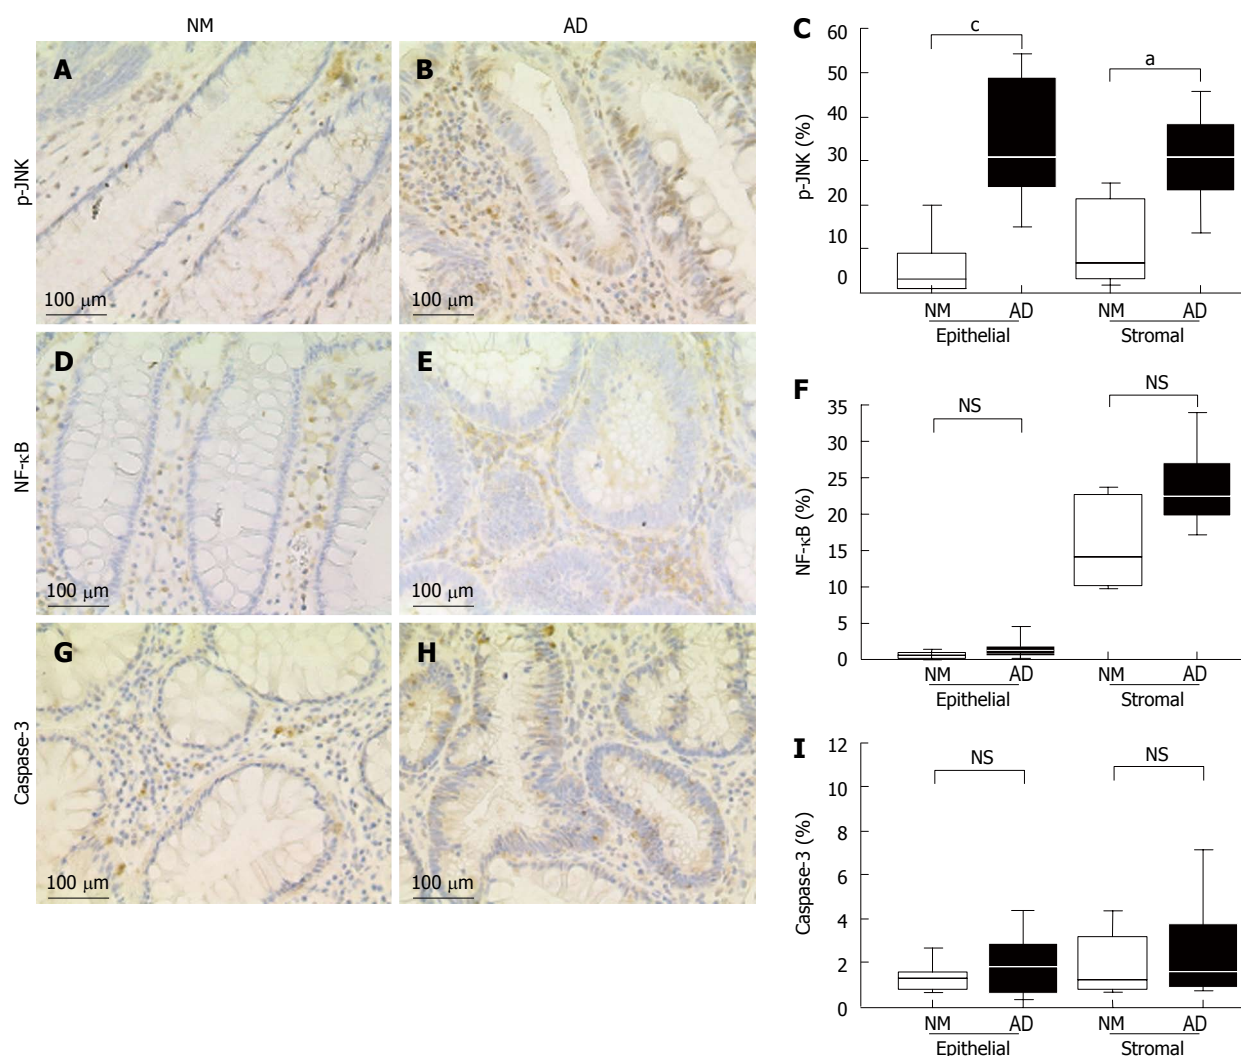 NM
AD
p-JNK
A
100 μm
B
100 μm
NF-κB
D
100 μm
E
100 μm
Caspase-3
G
100 μm
H
100 μm
C
p-JNK (%)
60
50
40
30
20
10
0
c
a
NM AD NM AD
Epithelial Stromal
F
NF-κB (%)
35
30
25
20
15
10
5
0
NS
NS
NM AD NM AD
Epithelial Stromal
I
Caspase-3 (%)
12
10
8
6
4
2
0
NS
NS
NM AD NM AD
Epithelial Stromal